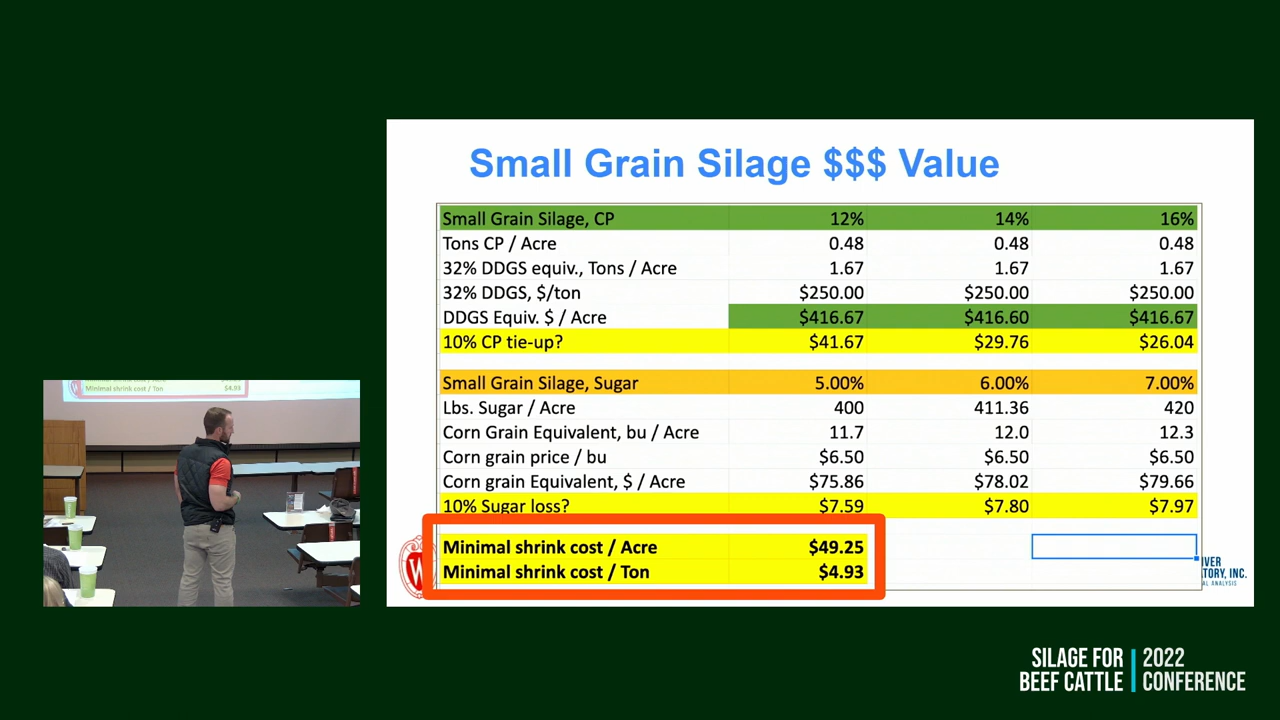 Small Grain Silage $$$ Value
Small Grain Silage, CP 12% 14% 16%
Tons CP / Acre 0.48 0.48 0.48
32% DDGS equiv., Tons / Acre 1.67 1.67 1.67
32% DDGS, $/ton $250.00 $250.00 $250.00
DDGS Equiv. $ / Acre $416.67 $416.60 $416.67
10% CP tie-up? $41.67 $29.76 $26.04
Small Grain Silage, Sugar 5.00% 6.00% 7.00%
Lbs. Sugar / Acre 400 411.36 420
Corn Grain Equivalent, bu / Acre 11.7 12.0 12.3
Corn grain price / bu $6.50 $6.50 $6.50
Corn grain Equivalent, $ / Acre $75.86 $78.02 $79.66
10% Sugar loss? $7.59 $7.80 $7.97
Minimal shrink cost / Acre $49.25
Minimal shrink cost / Ton $4.93
W
INC.
Minimal shrink cost / Ton $4.93
SILAGE FOR
BEEF CATTLE
2022
CONFERENCE